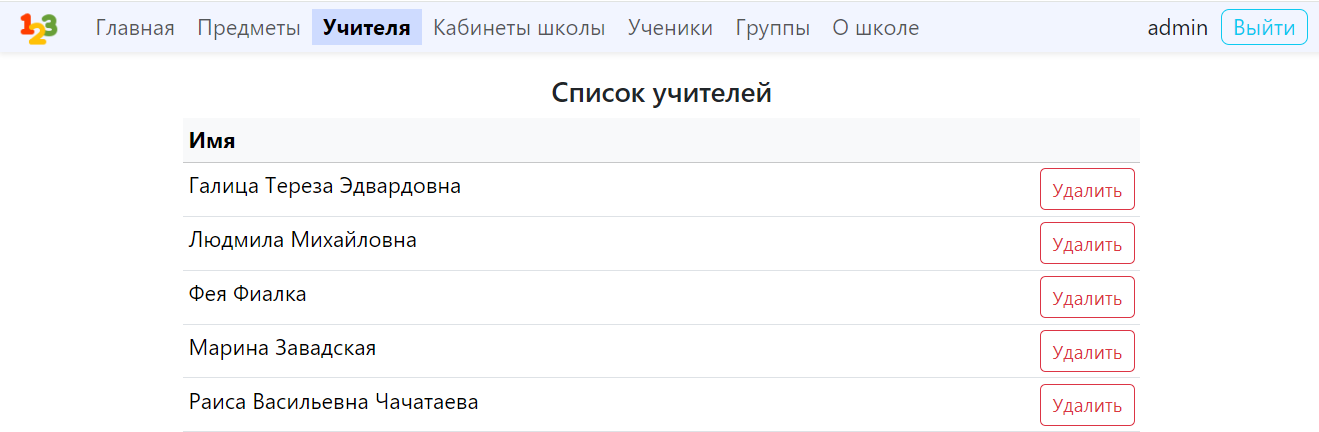 123 Главная Предметы Учителя Кабинеты школы Ученики Группы О школе admin Выйти
Список учителей
Имя
Галица Тереза Эдвардовна Удалить
Людмила Михайловна Удалить
Фея Фиалка Удалить
Марина Завадская Удалить
Раиса Васильевна Чачатаева Удалить